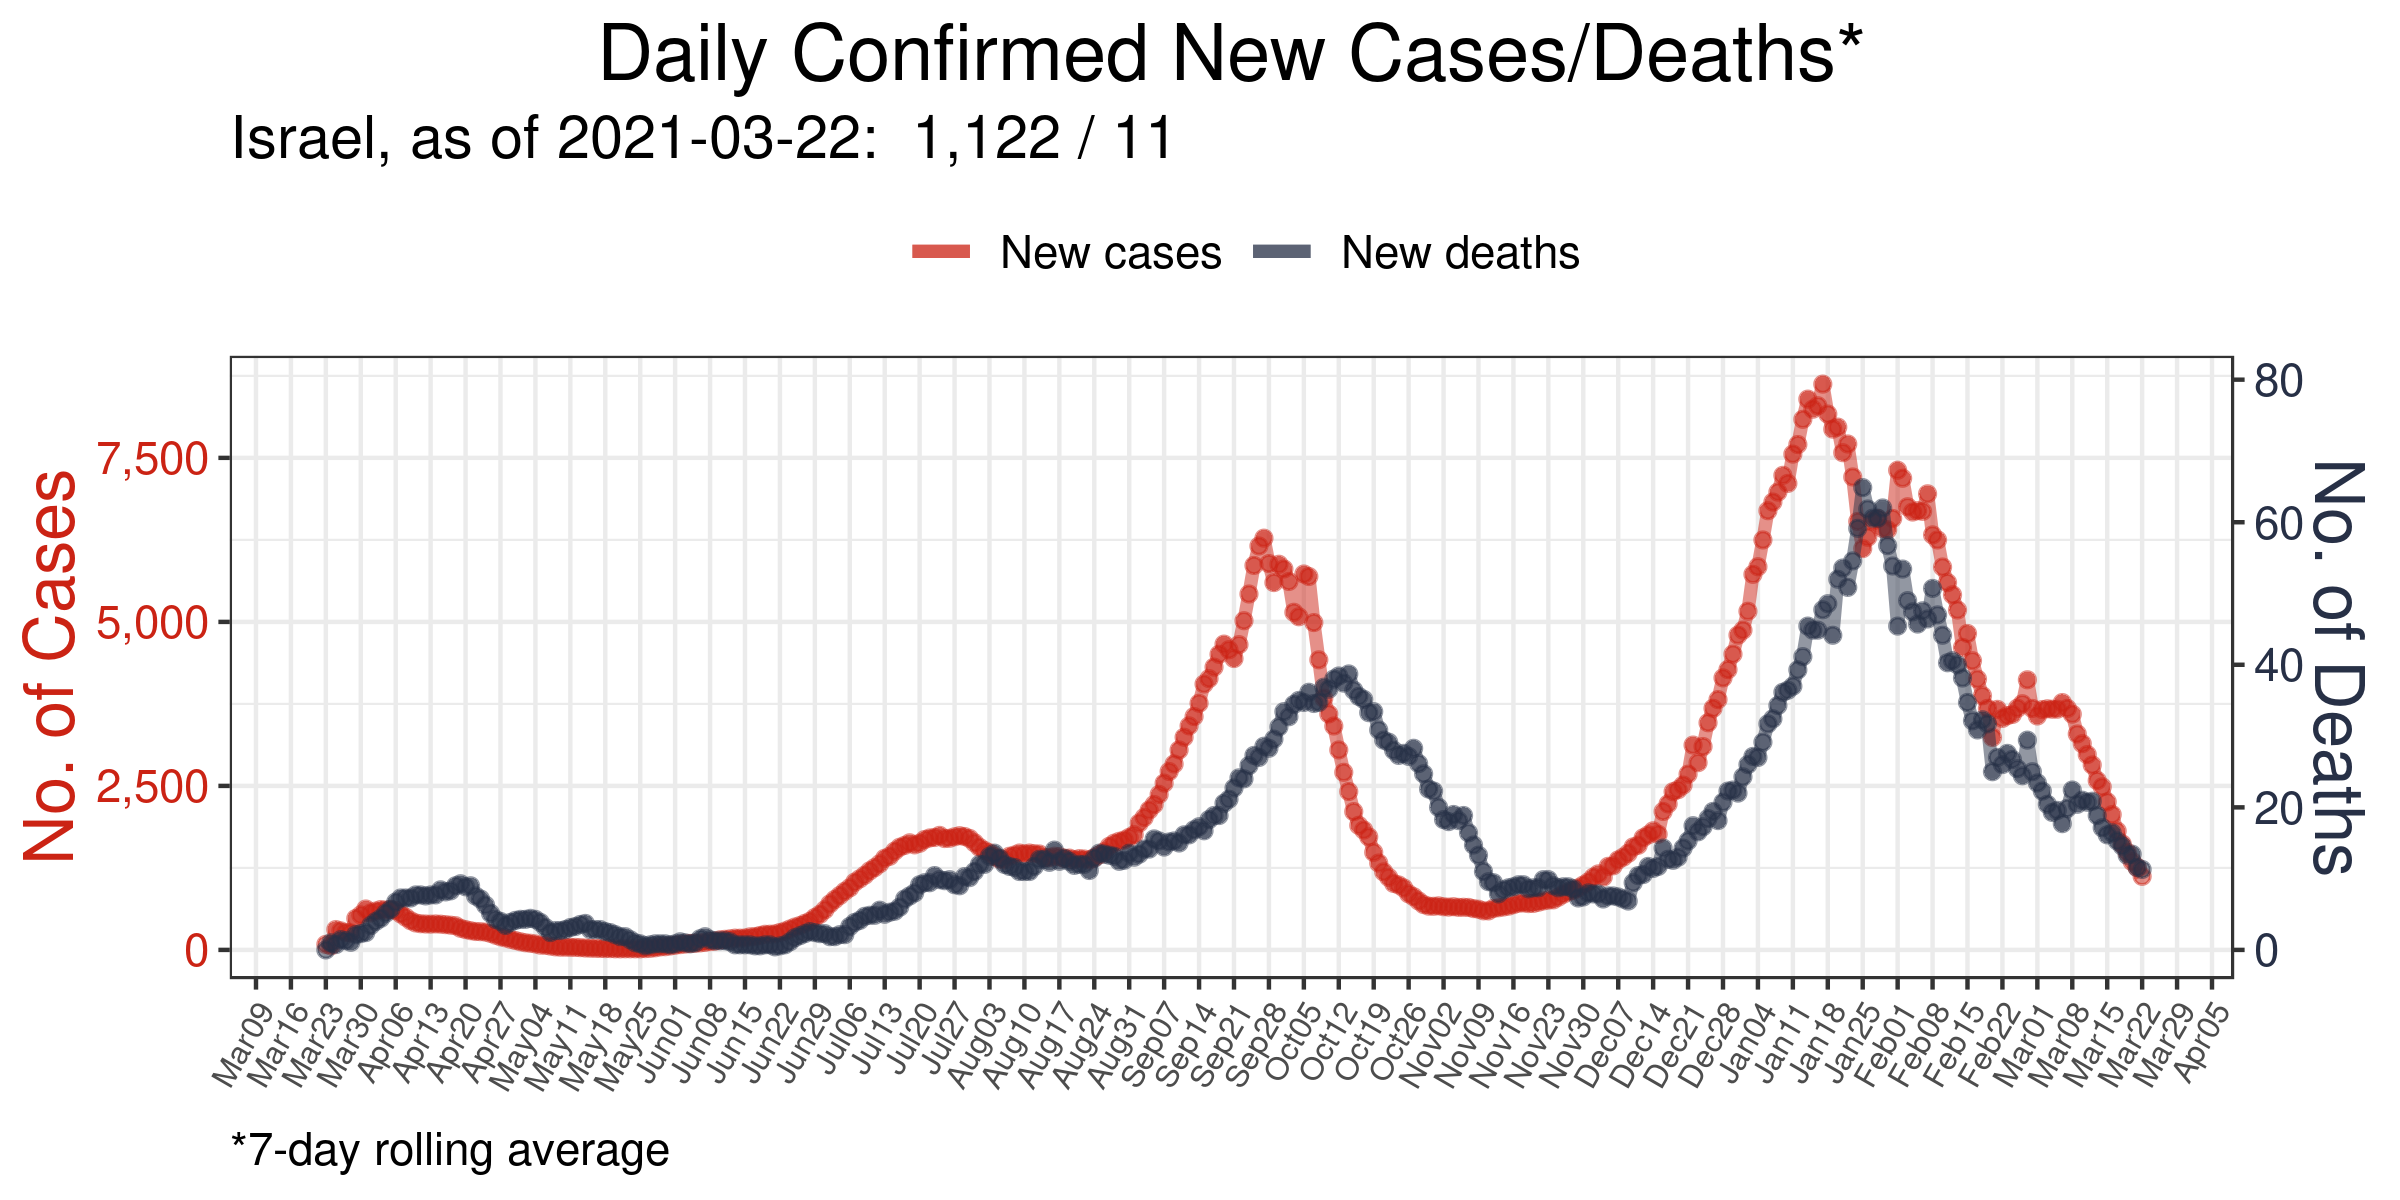 Daily Confirmed New Cases/Deaths*
Israel, as of 2021-03-22:  1,122 / 11
New cases
New deaths
No. of Cases
7,500
5,000
2,500
0
80
60
40
20
0
No. of Deaths
Mar09
Mar16
Mar23
Mar30
Apr06
Apr13
Apr20
Apr27
May04
May11
May18
May25
Jun01
Jun08
Jun15
Jun22
Jun29
Jul06
Jul13
Jul20
Jul27
Aug03
Aug10
Aug17
Aug24
Aug31
Sep07
Sep14
Sep21
Sep28
Oct05
Oct12
Oct19
Oct26
Nov02
Nov09
Nov16
Nov23
Nov30
Dec07
Dec14
Dec21
Dec28
Jan04
Jan11
Jan18
Jan25
Feb01
Feb08
Feb15
Feb22
Mar01
Mar08
Mar15
Mar22
Mar29
Apr05
*7-day rolling average